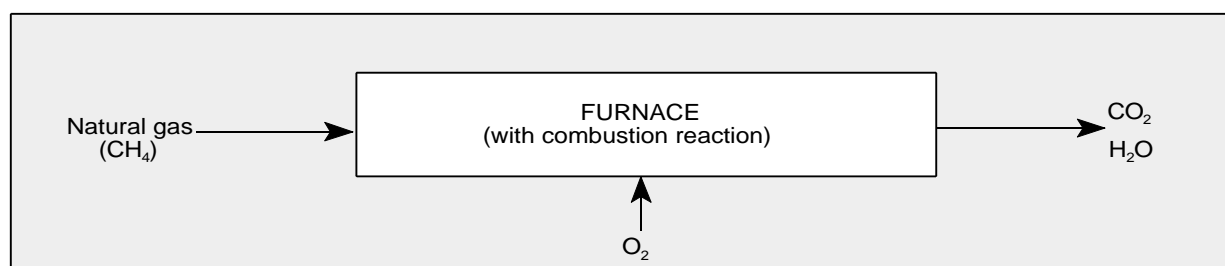 FURNACE
(with combustion reaction)
Natural gas
(CH₄)
CO₂
H₂O
O₂